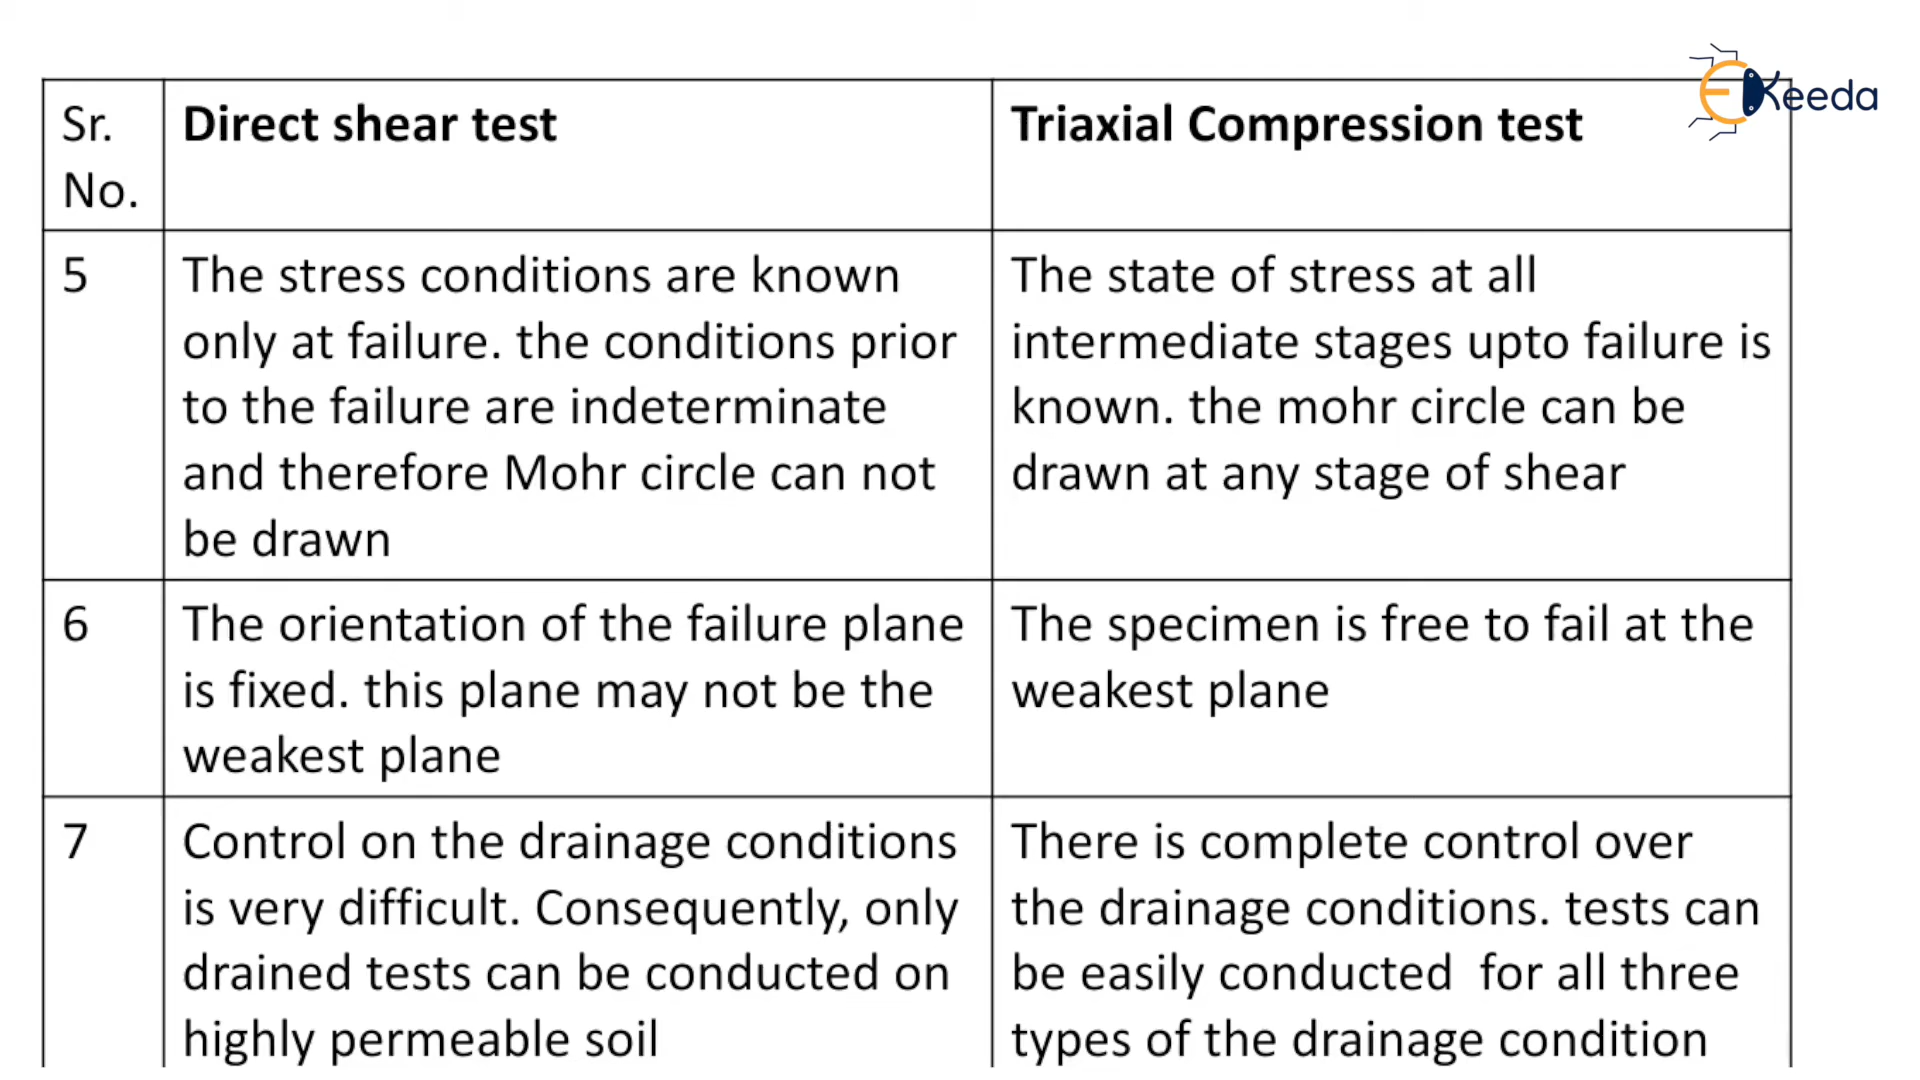 EKeeda
Sr.
No.
Direct shear test
Triaxial Compression test
5
The stress conditions are known
only at failure. the conditions prior
to the failure are indeterminate
and therefore Mohr circle can not
be drawn
The state of stress at all
intermediate stages upto failure is
known. the mohr circle can be
drawn at any stage of shear
6
The orientation of the failure plane
is fixed. this plane may not be the
weakest plane
The specimen is free to fail at the
weakest plane
7
Control on the drainage conditions
is very difficult. Consequently, only
drained tests can be conducted on
highly permeable soil
There is complete control over
the drainage conditions. tests can
be easily conducted  for all three
types of the drainage condition